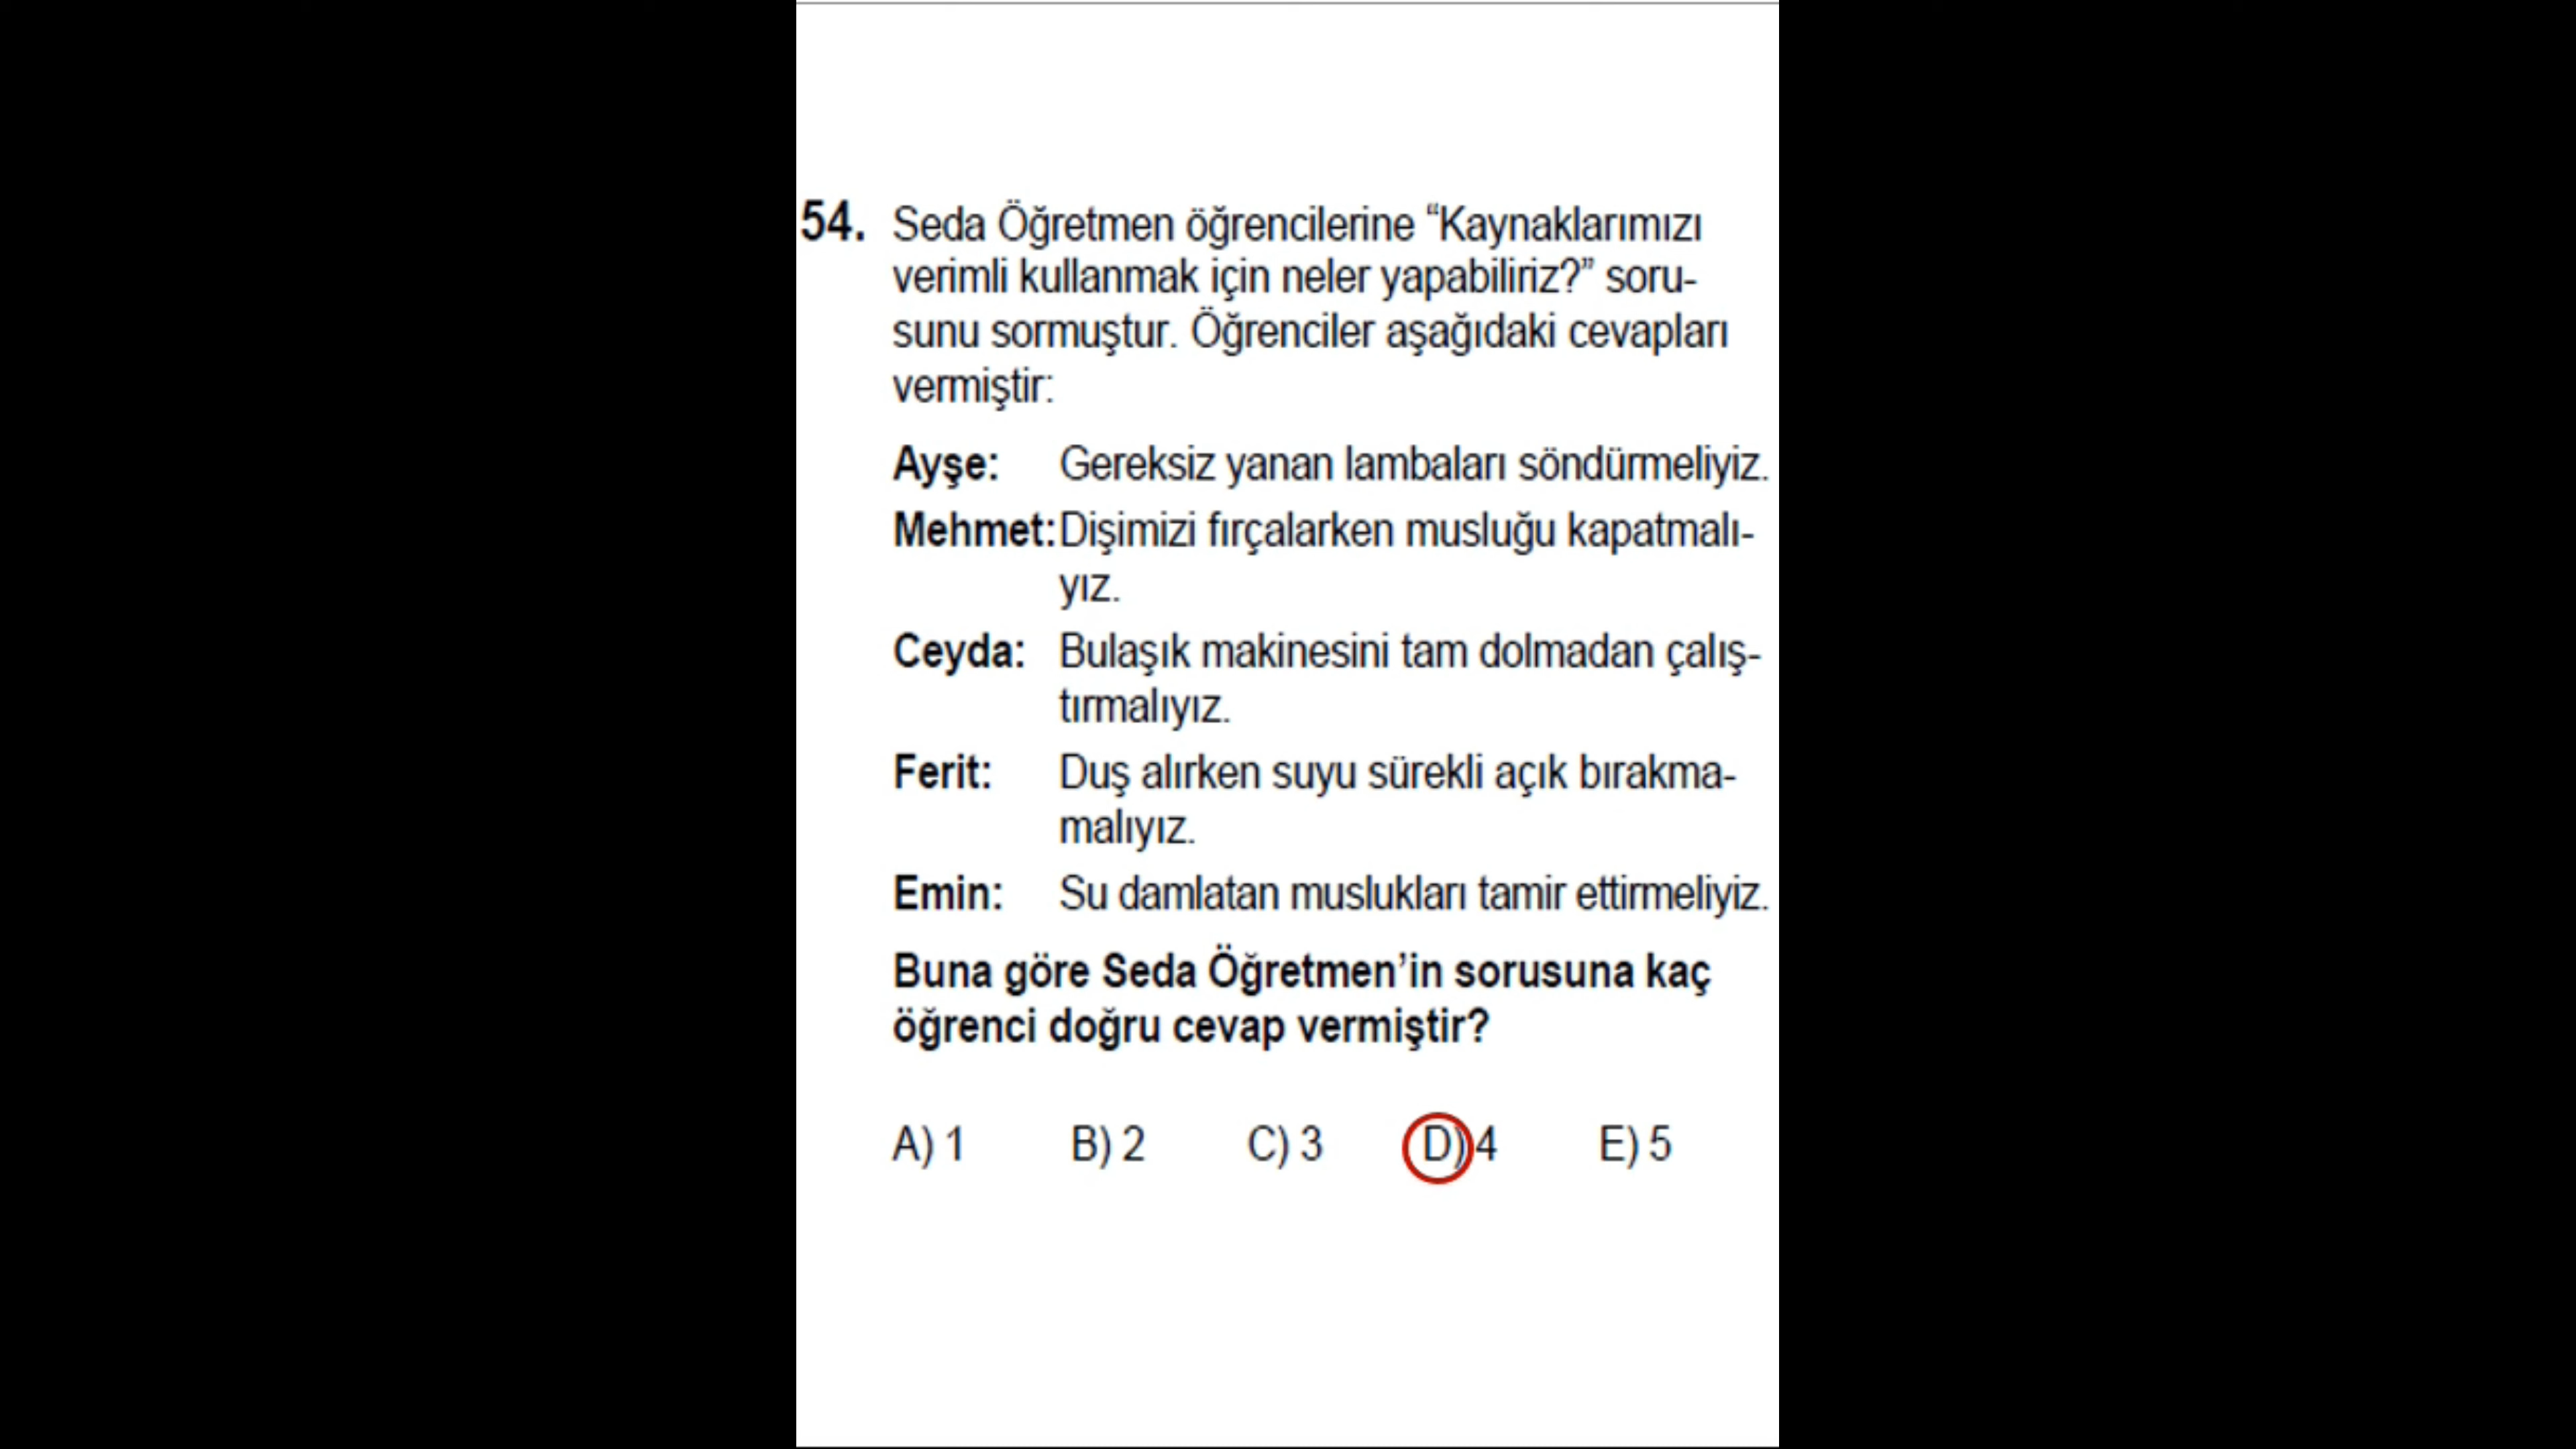 54. Seda Öğretmen öğrencilerine “Kaynaklarımızı
verimli kullanmak için neler yapabiliriz?” soru-
sunu sormuştur. Öğrenciler aşağıdaki cevapları
vermiştir:
Ayşe: Gereksiz yanan lambaları söndürmeliyiz.
Mehmet: Dişimizi fırçalarken musluğu kapatmalı-
yız.
Ceyda: Bulaşık makinesini tam dolmadan çalış-
tırmalıyız.
Ferit: Duş alırken suyu sürekli açık bırakma-
malıyız.
Emin: Su damlatan muslukları tamir ettirmeliyiz.
Buna göre Seda Öğretmen’in sorusuna kaç
öğrenci doğru cevap vermiştir?
A) 1 B) 2 C) 3 D) 4 E) 5